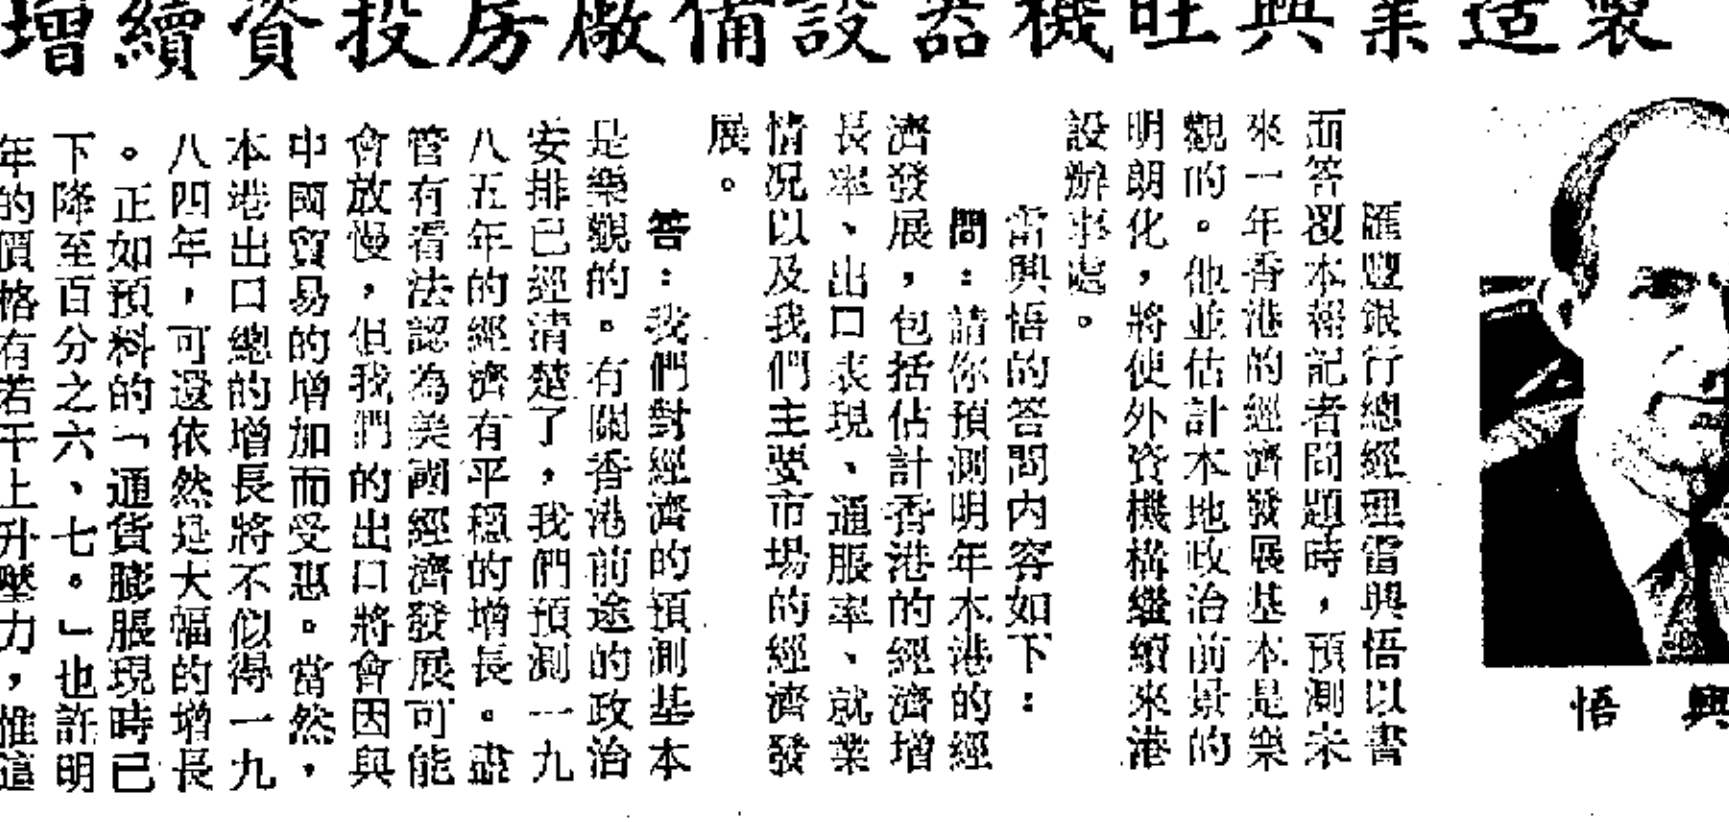 製造業興旺機器設備廠房投資續增
興悟
匯豐銀行總經理雷興悟以書
面答覆本報記者問題時，預測未
來一年香港的經濟發展基本是樂
觀的。他並估計本地政治前景的
明朗化，將使外資機構繼續來港
設辦事處。
雷興悟的答問內容如下：
問：請你預測明年本港的經
濟發展，包括估計香港的經濟增
長率、出口表現、通脹率、就業
情況以及我們主要市場的經濟發
展。
答：我們對經濟的預測基本
是樂觀的。有關香港前途的政治
安排已經清楚了，我們預測一九
八五年的經濟有平穩的增長。盡
管有看法認為美國經濟發展可能
會放慢，但我們的出口將會因與
中國貿易的增加而受惠。當然，
本港出口總的增長將不似得一九
八四年，可還依然是大幅的增長
。正如預料的「通貨膨脹現時已
下降至百分之六、七。」也許明
年的價格有若干上升壓力，惟這